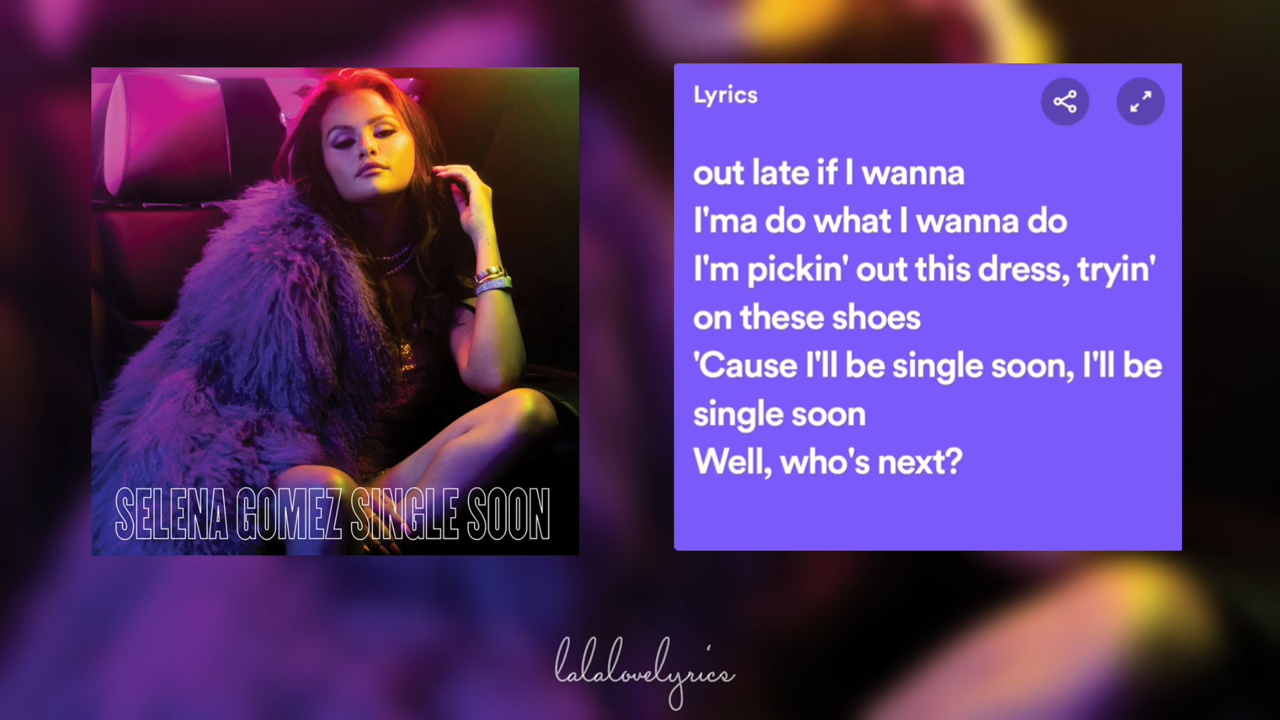 SELENA GOMEZ SINGLE SOON
Lyrics
out late if I wanna
I'ma do what I wanna do
I'm pickin' out this dress, tryin'
on these shoes
'Cause I'll be single soon, I'll be
single soon
Well, who's next?
lalalovelyrics